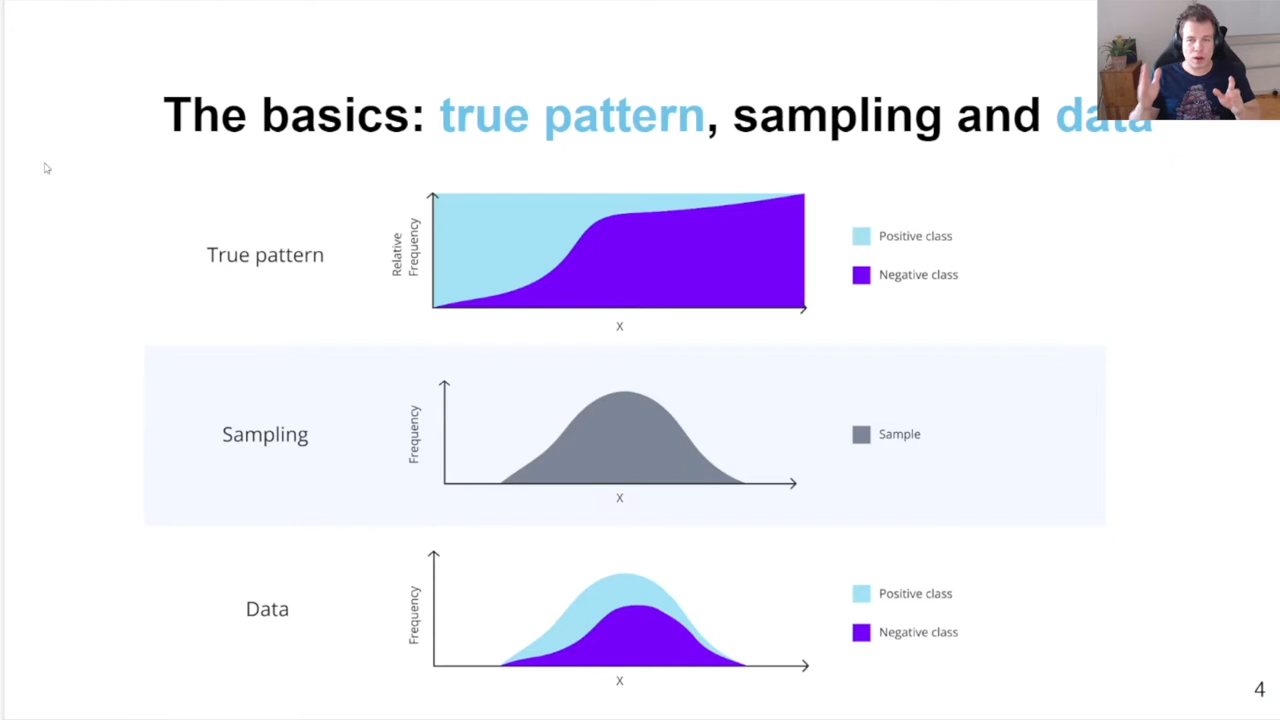 The basics: true pattern, sampling and data
True pattern
Relative
Frequency
X
Positive class
Negative class
Sampling
Frequency
X
Sample
Data
Frequency
X
Positive class
Negative class
4